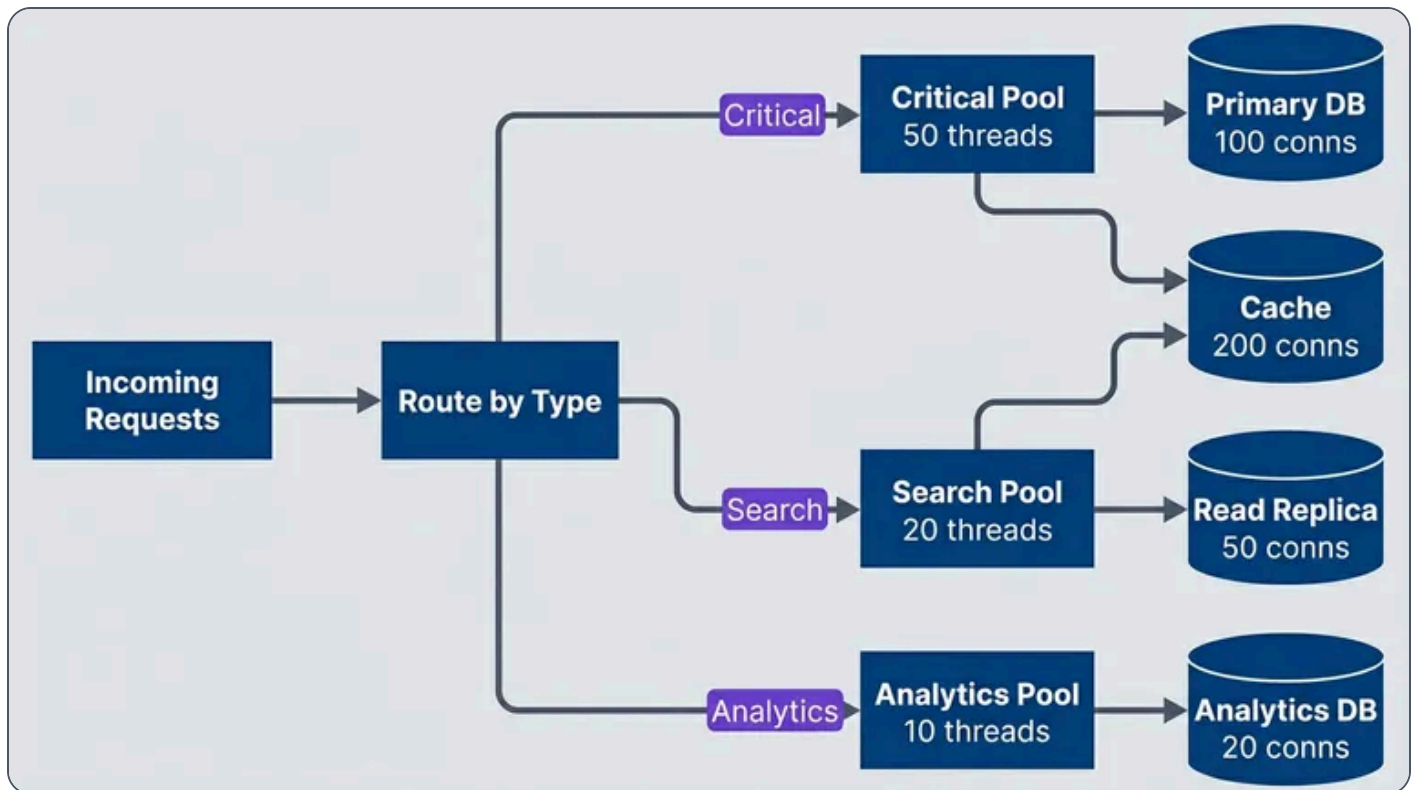 Incoming
Requests
Route by Type
Critical
Critical Pool
50 threads
Primary DB
100 conns
Cache
200 conns
Search
Search Pool
20 threads
Read Replica
50 conns
Analytics
Analytics Pool
10 threads
Analytics DB
20 conns